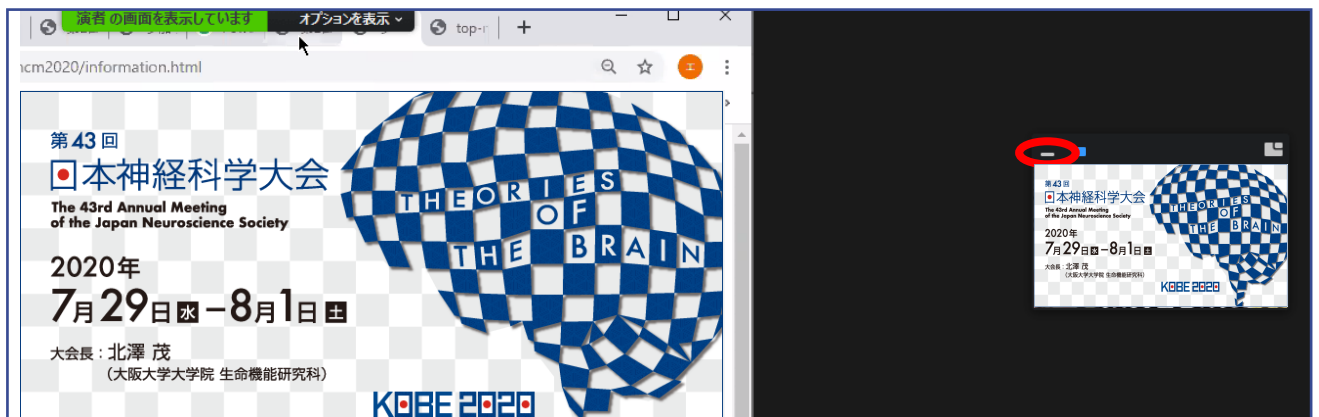 演者 の画面を表示しています
オプションを表示
top-r
ncm2020/information.html
エ
第43回
日本神経科学大会
The 43rd Annual Meeting
of the Japan Neuroscience Society
2020年
7月29日水−8月1日土
大会長：北澤 茂
（大阪大学大学院 生命機能研究科）
THEORIES
OF
THE BRAIN
KOBE 2020
第43回
日本神経科学大会
The 43rd Annual Meeting
of the Japan Neuroscience Society
2020年
7月29日水−8月1日土
大会長：北澤 茂
（大阪大学大学院 生命機能研究科）
THEORIES
OF
THE BRAIN
KOBE 2020